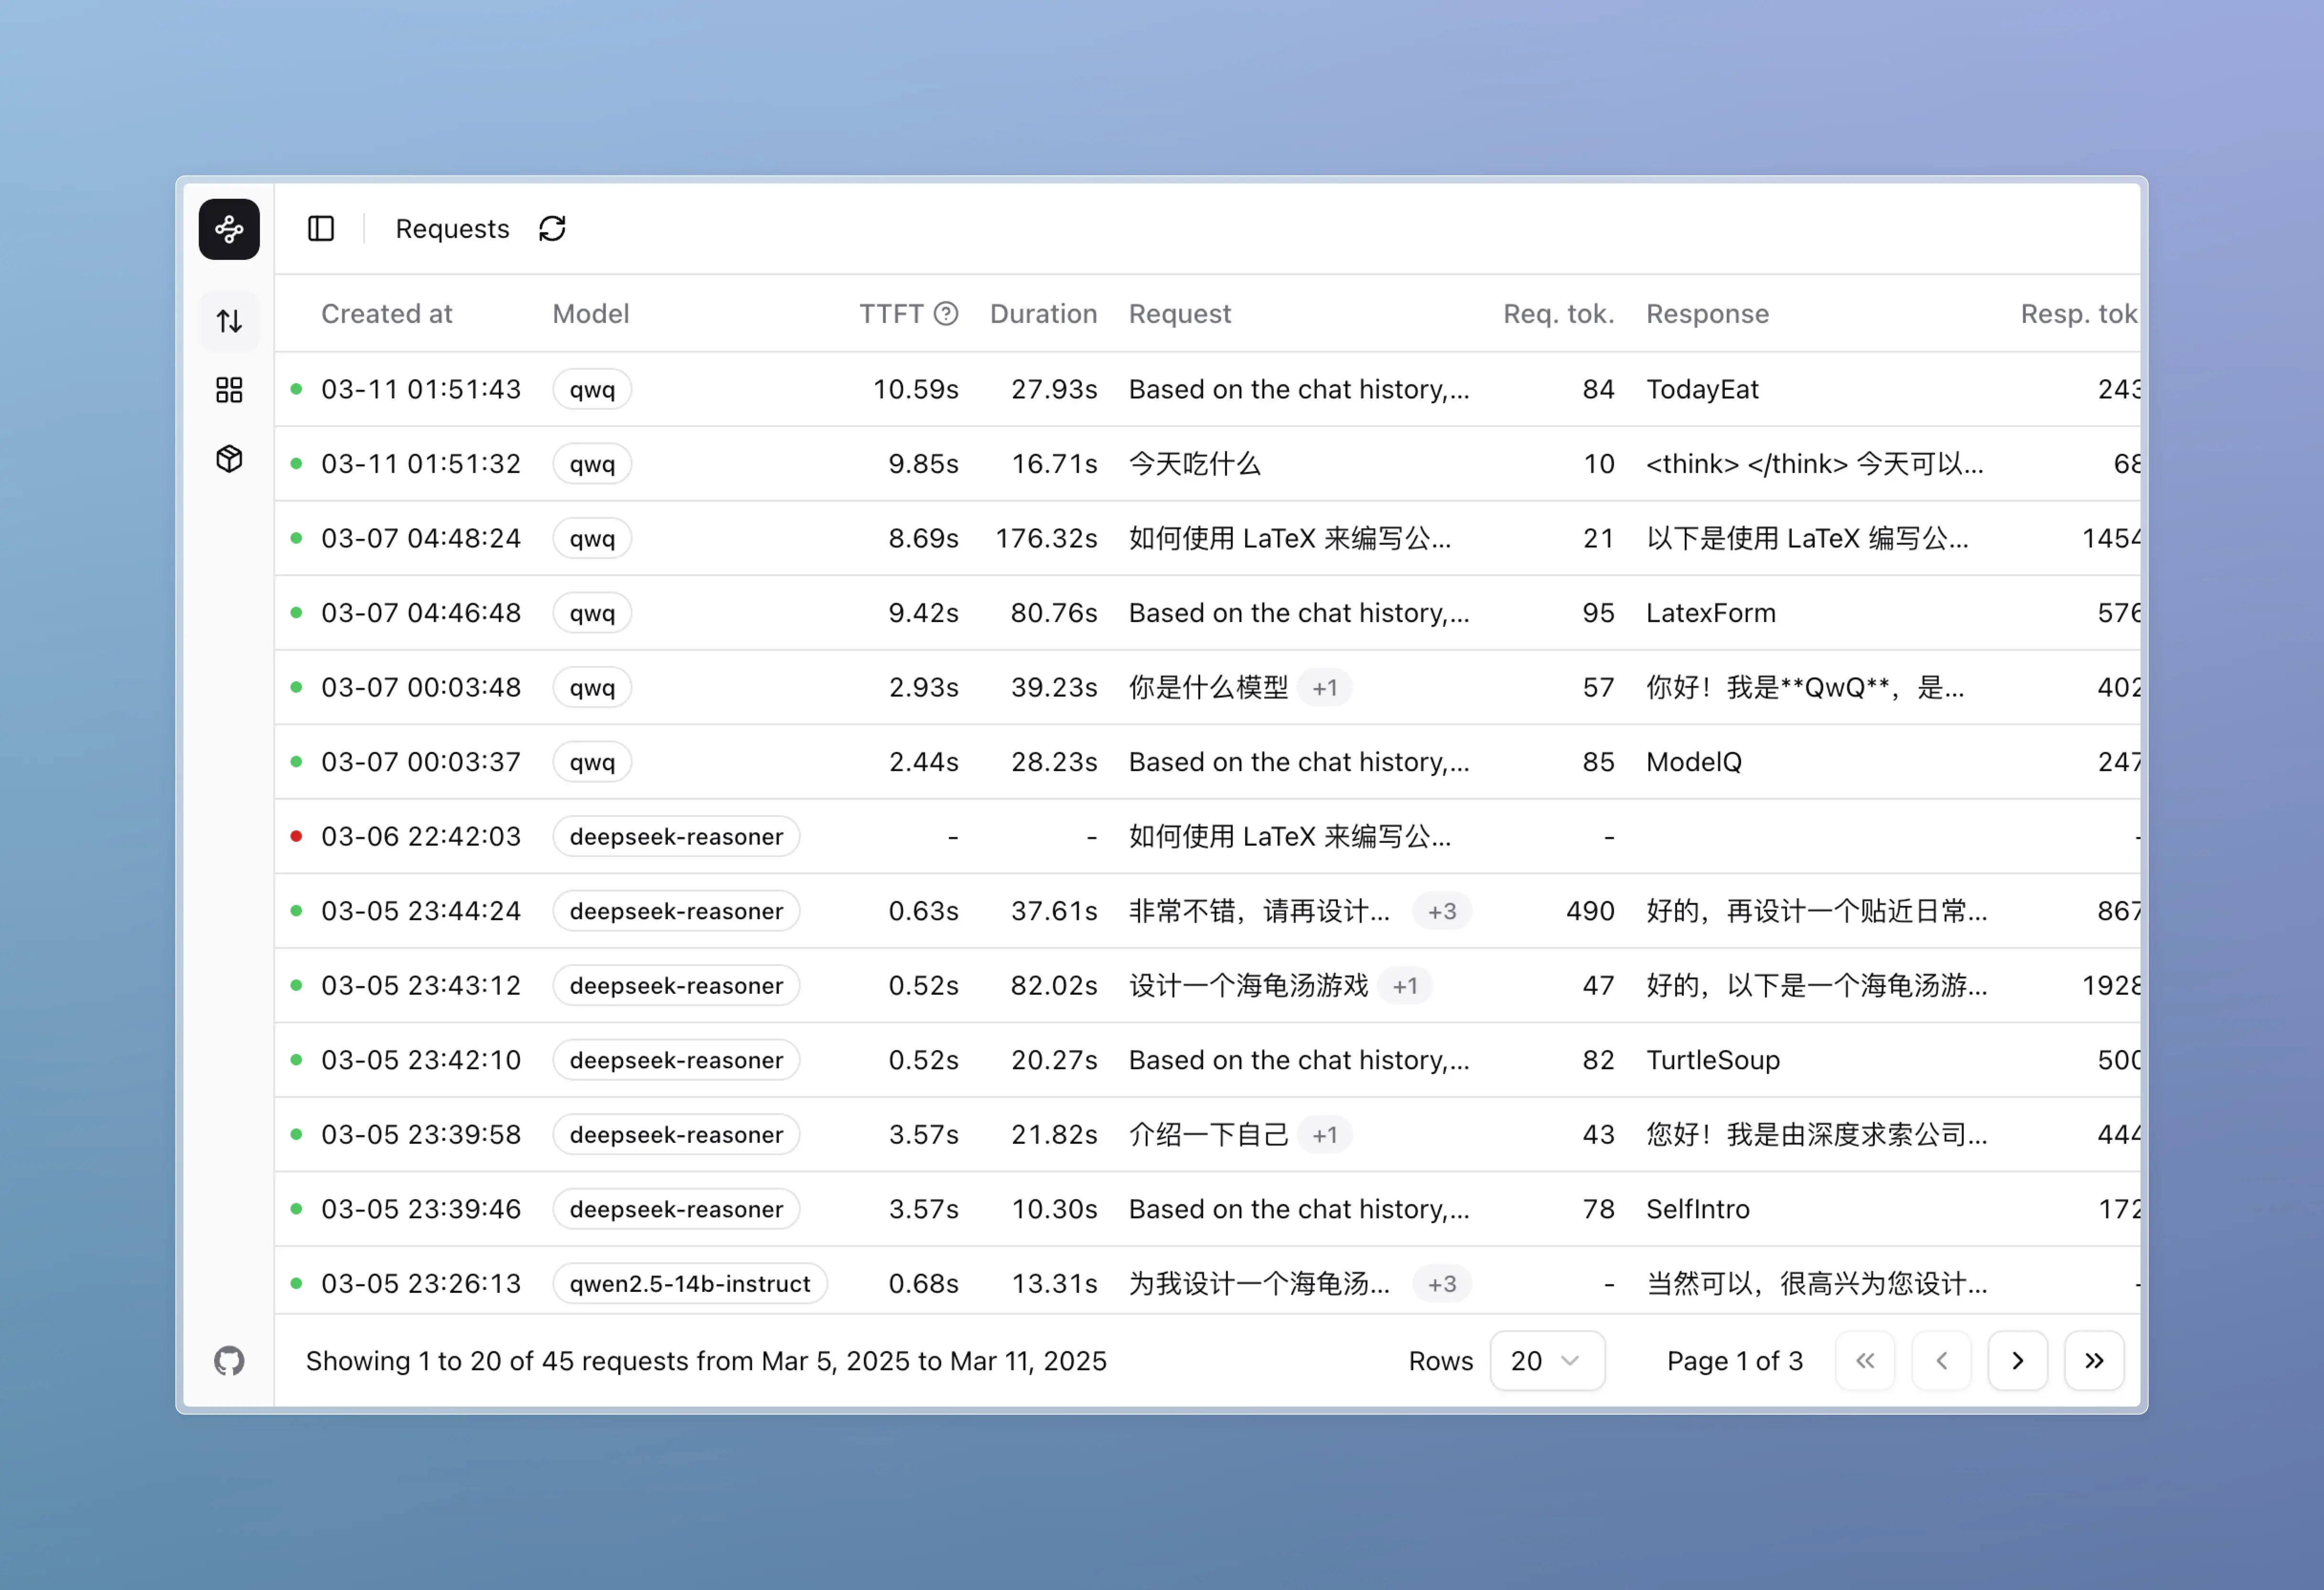 Requests
Created at Model TTFT Duration Request Req. tok. Response Resp. tok
03-11 01:51:43 qwq 10.59s 27.93s Based on the chat history,... 84 TodayEat 243
03-11 01:51:32 qwq 9.85s 16.71s 今天吃什么 10 <think> </think> 今天可以... 68
03-07 04:48:24 qwq 8.69s 176.32s 如何使用 LaTeX 来编写公... 21 以下是使用 LaTeX 编写公... 1454
03-07 04:46:48 qwq 9.42s 80.76s Based on the chat history,... 95 LatexForm 576
03-07 00:03:48 qwq 2.93s 39.23s 你是什么模型 +1 57 你好！我是**QwQ**，是... 402
03-07 00:03:37 qwq 2.44s 28.23s Based on the chat history,... 85 ModelQ 247
03-06 22:42:03 deepseek-reasoner - - 如何使用 LaTeX 来编写公... - -
03-05 23:44:24 deepseek-reasoner 0.63s 37.61s 非常不错，请再设计... +3 490 好的，再设计一个贴近日常... 867
03-05 23:43:12 deepseek-reasoner 0.52s 82.02s 设计一个海龟汤游戏 +1 47 好的，以下是一个海龟汤游... 1928
03-05 23:42:10 deepseek-reasoner 0.52s 20.27s Based on the chat history,... 82 TurtleSoup 500
03-05 23:39:58 deepseek-reasoner 3.57s 21.82s 介绍一下自己 +1 43 您好！我是由深度求索公司... 444
03-05 23:39:46 deepseek-reasoner 3.57s 10.30s Based on the chat history,... 78 SelfIntro 172
03-05 23:26:13 qwen2.5-14b-instruct 0.68s 13.31s 为我设计一个海龟汤... +3 - 当然可以，很高兴为您设计... -
Showing 1 to 20 of 45 requests from Mar 5, 2025 to Mar 11, 2025 Rows 20 Page 1 of 3